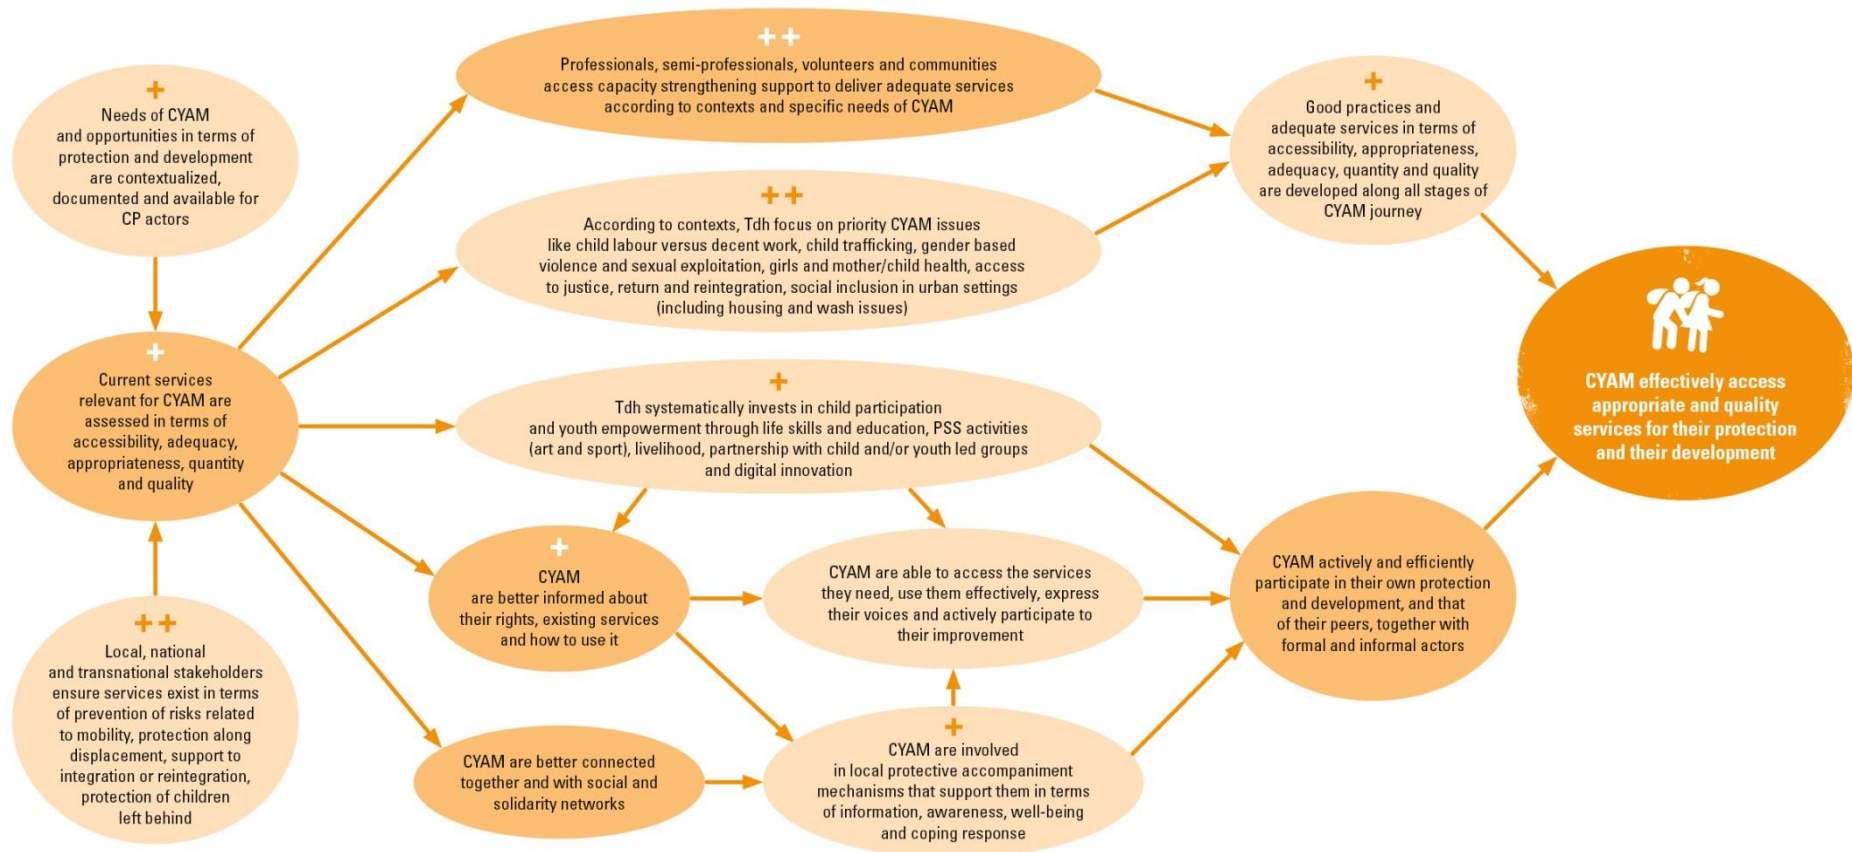 +
Needs of CYAM
and opportunities in terms of
protection and development
are contextualized,
documented and available for
CP actors
+
Current services
relevant for CYAM are
assessed in terms of
accessibility, adequacy,
appropriateness, quantity
and quality
++
Local, national
and transnational stakeholders
ensure services exist in terms
of prevention of risks related
to mobility, protection along
displacement, support to
integration or reintegration,
protection of children
left behind
++
Professionals, semi-professionals, volunteers and communities
access capacity strengthening support to deliver adequate services
according to contexts and specific needs of CYAM
++
According to contexts, Tdh focus on priority CYAM issues
like child labour versus decent work, child trafficking, gender based
violence and sexual exploitation, girls and mother/child health, access
to justice, return and reintegration, social inclusion in urban settings
(including housing and wash issues)
+
Tdh systematically invests in child participation
and youth empowerment through life skills and education, PSS activities
(art and sport), livelihood, partnership with child and/or youth led groups
and digital innovation
+
CYAM
are better informed about
their rights, existing services
and how to use it
CYAM are better connected
together and with social and
solidarity networks
CYAM are able to access the services
they need, use them effectively, express
their voices and actively participate to
their improvement
+
CYAM are involved
in local protective accompaniment
mechanisms that support them in terms
of information, awareness, well-being
and coping response
+
Good practices and
adequate services in terms of
accessibility, appropriateness,
adequacy, quantity and quality
are developed along all stages of
CYAM journey
CYAM actively and efficiently
participate in their own protection
and development, and that
of their peers, together with
formal and informal actors
CYAM effectively access
appropriate and quality
services for their protection
and their development